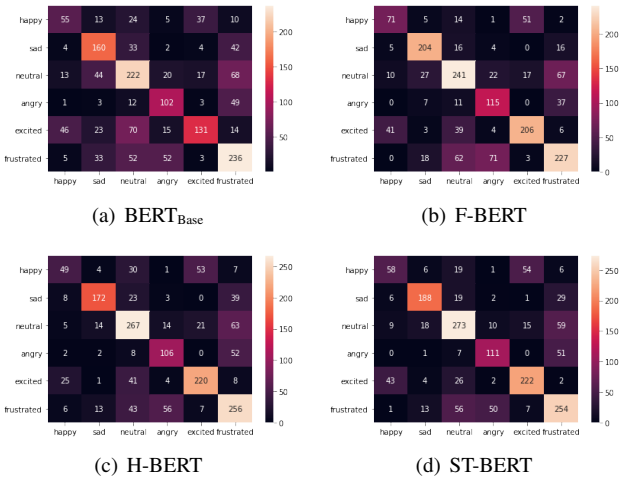 happy 55 13 24 5 37 10
sad 4 160 33 2 4 42
neutral 13 44 222 20 17 68
angry 1 3 12 102 3 49
excited 46 23 70 15 131 14
frustrated 5 33 52 52 3 236
happy sad neutral angry excited frustrated
200
150
100
50
(a) BERT_Base
happy 71 5 14 1 51 2
sad 5 204 16 4 0 16
neutral 10 27 241 22 17 67
angry 0 7 11 115 0 37
excited 41 3 39 4 206 6
frustrated 0 18 62 71 3 227
happy sad neutral angry excited frustrated
200
150
100
50
0
(b) F-BERT
happy 49 4 30 1 53 7
sad 8 172 23 3 0 39
neutral 5 14 267 14 21 63
angry 2 2 8 106 0 52
excited 25 1 41 4 220 8
frustrated 6 13 43 56 7 256
happy sad neutral angry excited frustrated
250
200
150
100
50
0
(c) H-BERT
happy 58 6 19 1 54 6
sad 6 188 19 2 1 29
neutral 9 18 273 10 15 59
angry 0 1 7 111 0 51
excited 43 4 26 2 222 2
frustrated 1 13 56 50 7 254
happy sad neutral angry excited frustrated
250
200
150
100
50
0
(d) ST-BERT